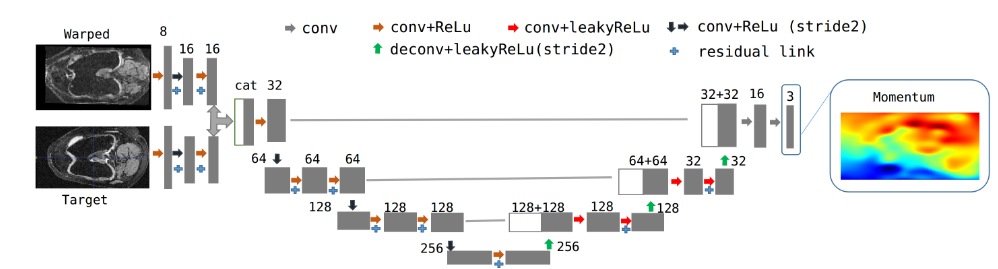 Warped
Target
8
16
16
conv
conv+ReLu
conv+leakyReLu
conv+ReLu (stride2)
deconv+leakyReLu(stride2)
residual link
cat
32
32+32
16
3
Momentum
64
64
64
64+64
32
32
128
128
128
128+128
128
128
256
256